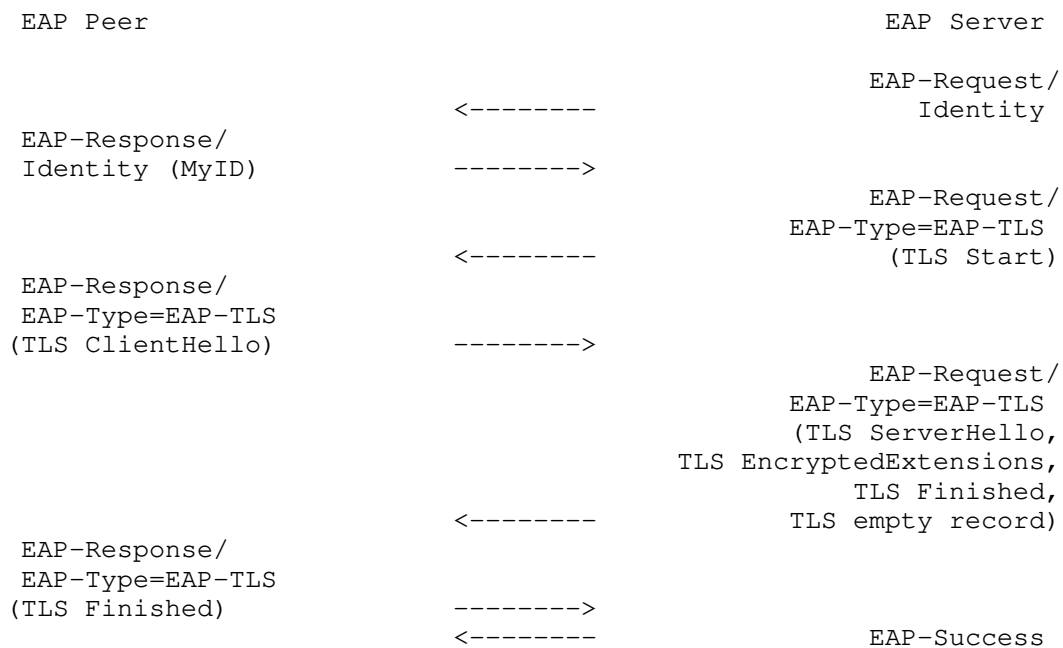 EAP Peer EAP Server
EAP-Request/
<-------- Identity
EAP-Response/
Identity (MyID) -------->
EAP-Request/
EAP-Type=EAP-TLS
<-------- (TLS Start)
EAP-Response/
EAP-Type=EAP-TLS
(TLS ClientHello) -------->
EAP-Request/
EAP-Type=EAP-TLS
(TLS ServerHello,
TLS EncryptedExtensions,
TLS Finished,
<-------- TLS empty record)
EAP-Response/
EAP-Type=EAP-TLS
(TLS Finished) -------->
<-------- EAP-Success